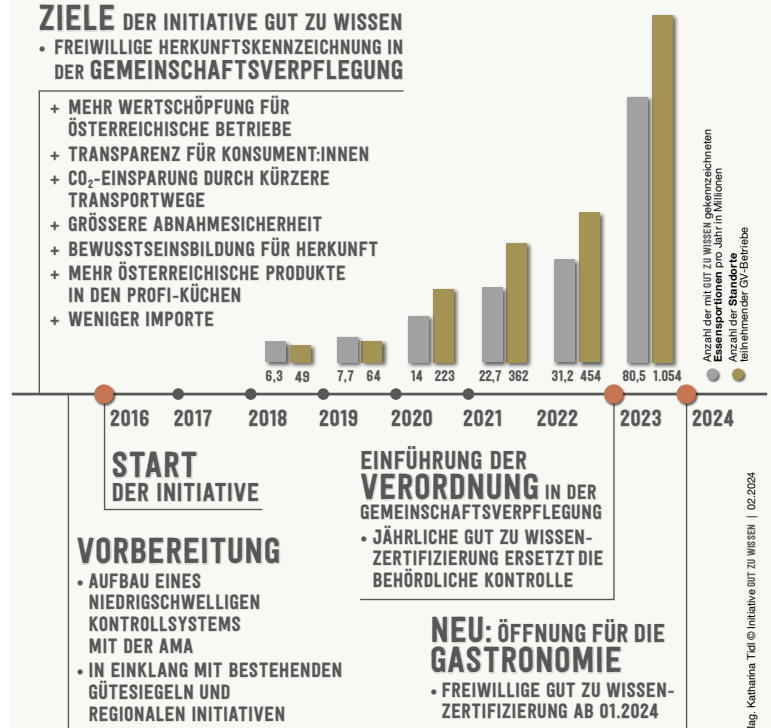 ZIELE DER INITIATIVE GUT ZU WISSEN
• FREIWILLIGE HERKUNFTSKENNZEICHNUNG IN
DER GEMEINSCHAFTSVERPFLEGUNG
+ MEHR WERTSCHÖPFUNG FÜR
ÖSTERREICHISCHE BETRIEBE
+ TRANSPARENZ FÜR KONSUMENT:INNEN
+ CO₂-EINSPARUNG DURCH KÜRZERE
TRANSPORTWEGE
+ GRÖSSERE ABNAHMESICHERHEIT
+ BEWUSSTSEINSBILDUNG FÜR HERKUNFT
+ MEHR ÖSTERREICHISCHE PRODUKTE
IN DEN PROFI-KÜCHEN
+ WENIGER IMPORTE
6,3 49 7,7 64 14 223 22,7 362 31,2 454 80,5 1.054
Anzahl der mit GUT ZU WISSEN gekennzeichneten
Essensportionen pro Jahr in Millionen
Anzahl der Standorte
teilnehmender GV-Betriebe
2016 2017 2018 2019 2020 2021 2022 2023 2024
START
DER INITIATIVE
VORBEREITUNG
• AUFBAU EINES
NIEDRIGSCHWELLIGEN
KONTROLLSYSTEMS
MIT DER AMA
• IN EINKLANG MIT BESTEHENDEN
GÜTESIEGELN UND
REGIONALEN INITIATIVEN
EINFÜHRUNG DER
VERORDNUNG IN DER
GEMEINSCHAFTSVERPFLEGUNG
• JÄHRLICHE GUT ZU WISSEN-
ZERTIFIZIERUNG ERSETZT DIE
BEHÖRDLICHE KONTROLLE
NEU: ÖFFNUNG FÜR DIE
GASTRONOMIE
• FREIWILLIGE GUT ZU WISSEN-
ZERTIFIZIERUNG AB 01.2024
ag. Katharina Tidl © Initiative GUT ZU WISSEN | 02.2024